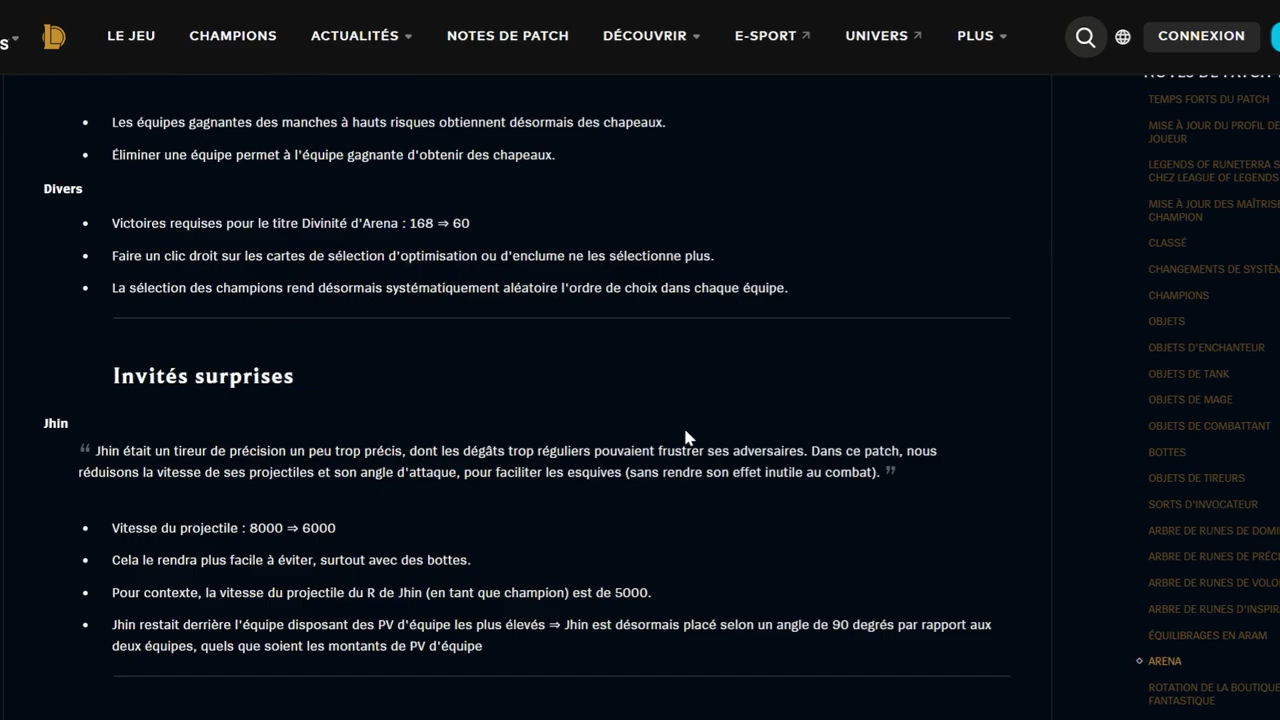 S
LE JEU
CHAMPIONS
ACTUALITÉS
NOTES DE PATCH
DÉCOUVRIR
E-SPORT
UNIVERS
PLUS
CONNEXION
• Les équipes gagnantes des manches à hauts risques obtiennent désormais des chapeaux.
• Éliminer une équipe permet à l'équipe gagnante d'obtenir des chapeaux.
Divers
• Victoires requises pour le titre Divinité d'Arena : 168 ⇒ 60
• Faire un clic droit sur les cartes de sélection d'optimisation ou d'enclume ne les sélectionne plus.
• La sélection des champions rend désormais systématiquement aléatoire l'ordre de choix dans chaque équipe.
Invités surprises
Jhin
“ Jhin était un tireur de précision un peu trop précis, dont les dégâts trop réguliers pouvaient frustrer ses adversaires. Dans ce patch, nous
réduisons la vitesse de ses projectiles et son angle d'attaque, pour faciliter les esquives (sans rendre son effet inutile au combat). ”
• Vitesse du projectile : 8000 ⇒ 6000
• Cela le rendra plus facile à éviter, surtout avec des bottes.
• Pour contexte, la vitesse du projectile du R de Jhin (en tant que champion) est de 5000.
• Jhin restait derrière l'équipe disposant des PV d'équipe les plus élevés ⇒ Jhin est désormais placé selon un angle de 90 degrés par rapport aux
deux équipes, quels que soient les montants de PV d'équipe
NOTES DE PATCH
TEMPS FORTS DU PATCH
MISE À JOUR DU PROFIL DE
JOUEUR
LEGENDS OF RUNETERRA S
CHEZ LEAGUE OF LEGENDS
MISE À JOUR DES MAÎTRISE
CHAMPION
CLASSÉ
CHANGEMENTS DE SYSTÈ
CHAMPIONS
OBJETS
OBJETS D'ENCHANTEUR
OBJETS DE TANK
OBJETS DE MAGE
OBJETS DE COMBATTANT
BOTTES
OBJETS DE TIREURS
SORTS D'INVOCATEUR
ARBRE DE RUNES DE DOMI
ARBRE DE RUNES DE PRÉCI
ARBRE DE RUNES DE VOLO
ARBRE DE RUNES D'INSPIRA
ÉQUILIBRAGES EN ARAM
ARENA
ROTATION DE LA BOUTIQUE
FANTASTIQUE